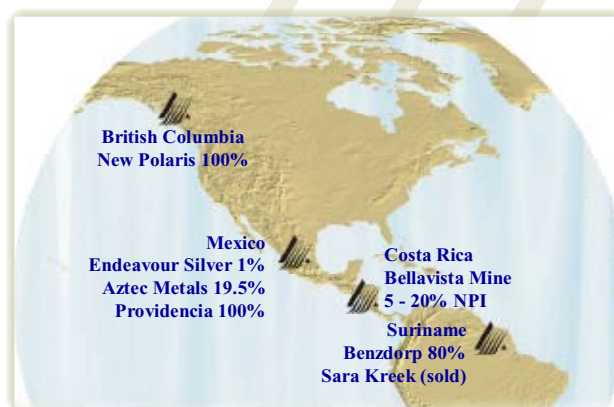 British Columbia
New Polaris 100%
Mexico
Endeavour Silver 1%
Aztec Metals 19.5%
Providencia 100%
Costa Rica
Bellavista Mine
5 - 20% NPI
Suriname
Benzdorp 80%
Sara Kreek (sold)